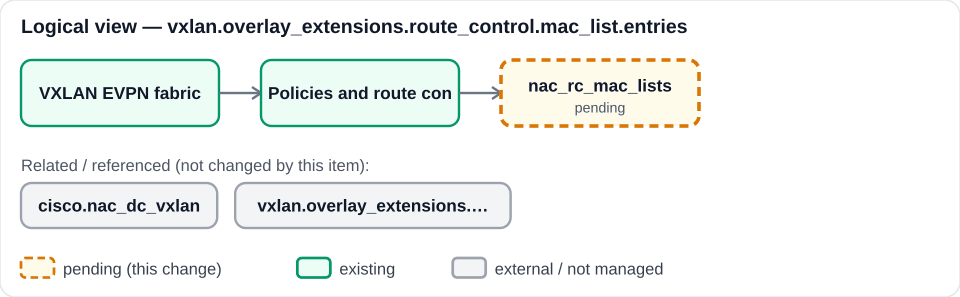 Logical view — vxlan.overlay_extensions.route_control.mac_list.entries
VXLAN EVPN fabric
Policies and route con
nac_rc_mac_lists
pending
Related / referenced (not changed by this item):
cisco.nac_dc_vxlan
vxlan.overlay_extensions.…
pending (this change)
existing
external / not managed